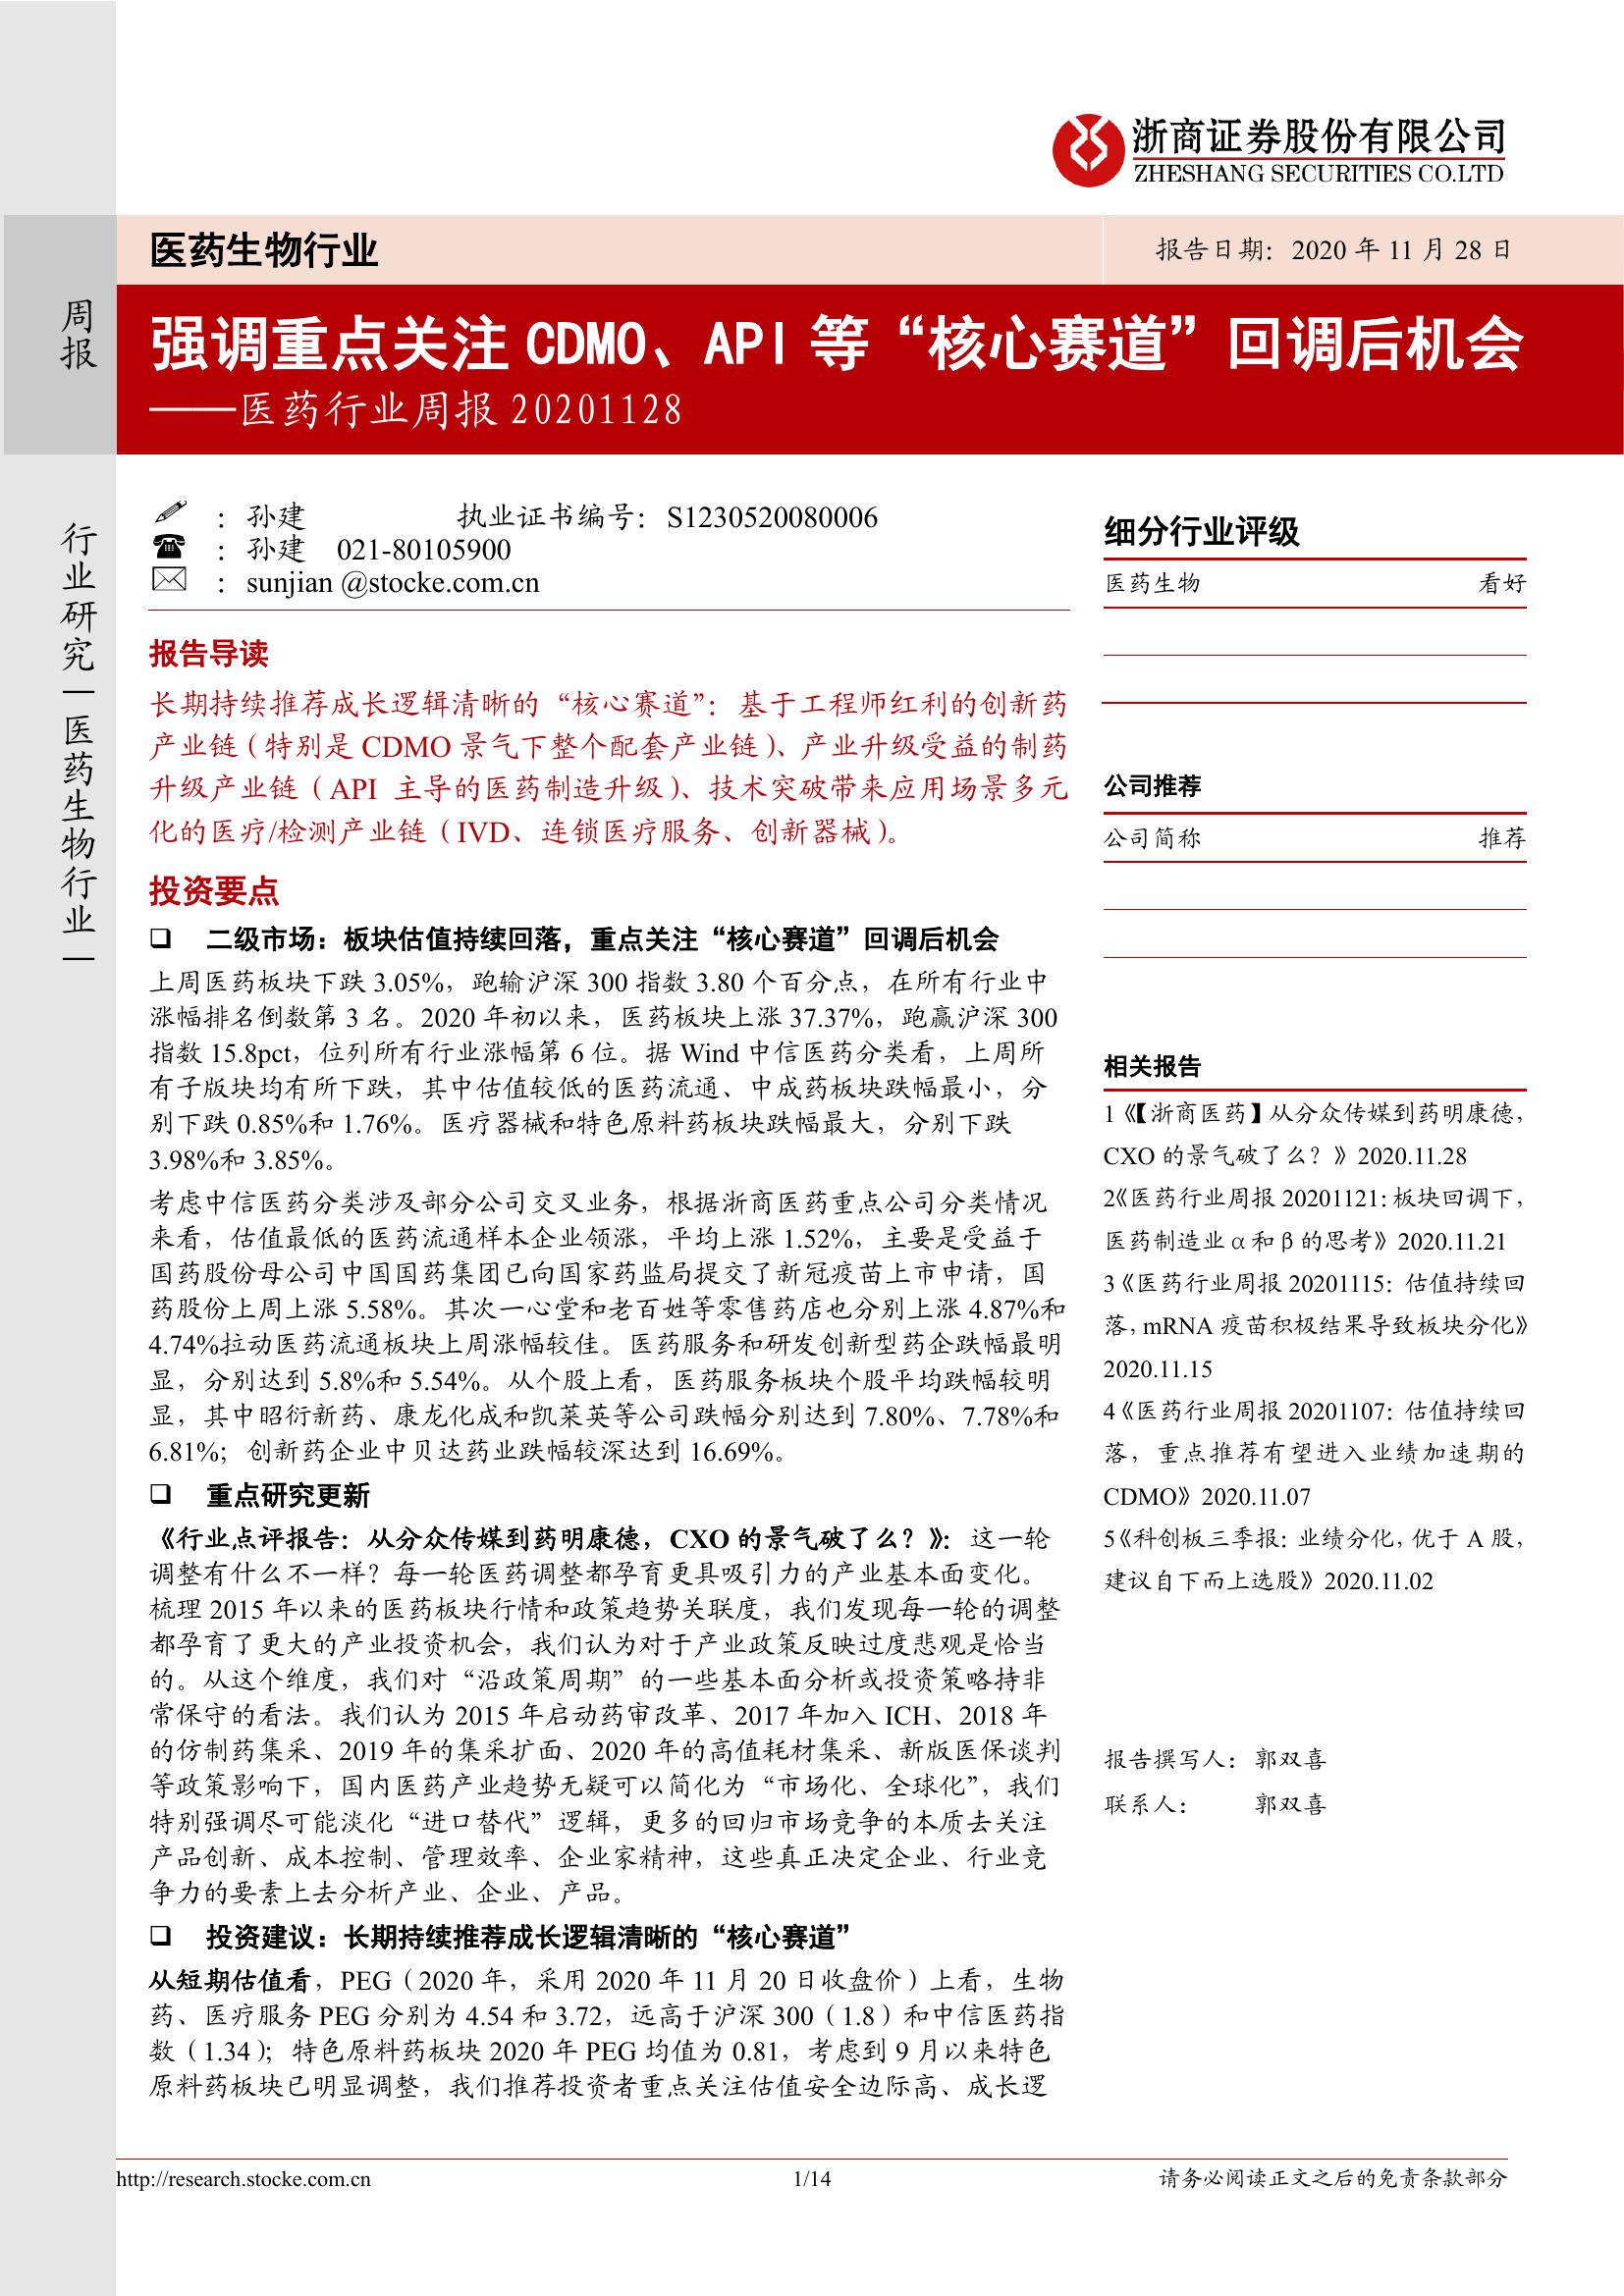 浙商证券股份有限公司
ZHESHANG SECURITIES CO.LTD
医药生物行业
报告日期：2020 年 11 月 28 日
周报
行业研究｜医药生物行业｜
强调重点关注 CDMO、API 等“核心赛道”回调后机会
——医药行业周报 20201128
：孙建 执业证书编号：S1230520080006
：孙建 021-80105900
：sunjian @stocke.com.cn
报告导读
长期持续推荐成长逻辑清晰的“核心赛道”：基于工程师红利的创新药
产业链（特别是 CDMO 景气下整个配套产业链）、产业升级受益的制药
升级产业链（API 主导的医药制造升级）、技术突破带来应用场景多元
化的医疗/检测产业链（IVD、连锁医疗服务、创新器械）。
投资要点
❑ 二级市场：板块估值持续回落，重点关注“核心赛道”回调后机会
上周医药板块下跌 3.05%，跑输沪深 300 指数 3.80 个百分点，在所有行业中
涨幅排名倒数第 3 名。2020 年初以来，医药板块上涨 37.37%，跑赢沪深 300
指数 15.8pct，位列所有行业涨幅第 6 位。据 Wind 中信医药分类看，上周所
有子版块均有所下跌，其中估值较低的医药流通、中成药板块跌幅最小，分
别下跌 0.85%和 1.76%。医疗器械和特色原料药板块跌幅最大，分别下跌
3.98%和 3.85%。
考虑中信医药分类涉及部分公司交叉业务，根据浙商医药重点公司分类情况
来看，估值最低的医药流通样本企业领涨，平均上涨 1.52%，主要是受益于
国药股份母公司中国国药集团已向国家药监局提交了新冠疫苗上市申请，国
药股份上周上涨 5.58%。其次一心堂和老百姓等零售药店也分别上涨 4.87%和
4.74%拉动医药流通板块上周涨幅较佳。医药服务和研发创新型药企跌幅最明
显，分别达到 5.8%和 5.54%。从个股上看，医药服务板块个股平均跌幅较明
显，其中昭衍新药、康龙化成和凯莱英等公司跌幅分别达到 7.80%、7.78%和
6.81%；创新药企业中贝达药业跌幅较深达到 16.69%。
❑ 重点研究更新
《行业点评报告：从分众传媒到药明康德，CXO 的景气破了么？》：这一轮
调整有什么不一样？每一轮医药调整都孕育更具吸引力的产业基本面变化。
梳理 2015 年以来的医药板块行情和政策趋势关联度，我们发现每一轮的调整
都孕育了更大的产业投资机会，我们认为对于产业政策反映过度悲观是恰当
的。从这个维度，我们对“沿政策周期”的一些基本面分析或投资策略持非
常保守的看法。我们认为 2015 年启动药审改革、2017 年加入 ICH、2018 年
的仿制药集采、2019 年的集采扩面、2020 年的高值耗材集采、新版医保谈判
等政策影响下，国内医药产业趋势无疑可以简化为“市场化、全球化”，我们
特别强调尽可能淡化“进口替代”逻辑，更多的回归市场竞争的本质去关注
产品创新、成本控制、管理效率、企业家精神，这些真正决定企业、行业竞
争力的要素上去分析产业、企业、产品。
❑ 投资建议：长期持续推荐成长逻辑清晰的“核心赛道”
从短期估值看，PEG（2020 年，采用 2020 年 11 月 20 日收盘价）上看，生物
药、医疗服务 PEG 分别为 4.54 和 3.72，远高于沪深 300（1.8）和中信医药指
数（1.34）；特色原料药板块 2020 年 PEG 均值为 0.81，考虑到 9 月以来特色
原料药板块已明显调整，我们推荐投资者重点关注估值安全边际高、成长逻
细分行业评级
医药生物 看好
公司推荐
公司简称 推荐
相关报告
1《【浙商医药】从分众传媒到药明康德，
CXO 的景气破了么？》2020.11.28
2《医药行业周报 20201121：板块回调下，
医药制造业 α 和 β 的思考》2020.11.21
3《医药行业周报 20201115：估值持续回
落，mRNA 疫苗积极结果导致板块分化》
2020.11.15
4《医药行业周报 20201107：估值持续回
落，重点推荐有望进入业绩加速期的
CDMO》2020.11.07
5《科创板三季报：业绩分化，优于 A 股，
建议自下而上选股》2020.11.02
报告撰写人：郭双喜
联系人： 郭双喜
http://research.stocke.com.cn 1/14 请务必阅读正文之后的免责条款部分